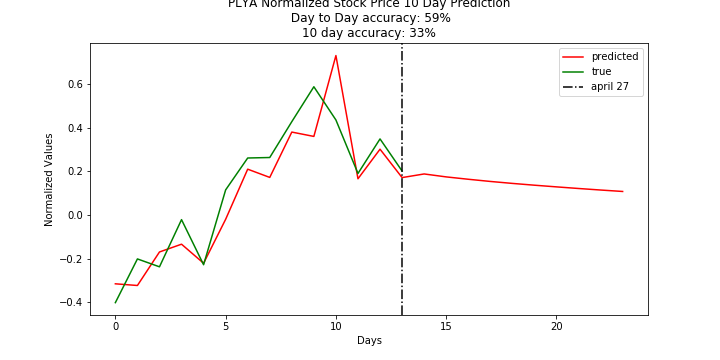 PLYA Normalized Stock Price 10 Day Prediction
Day to Day accuracy: 59%
10 day accuracy: 33%
predicted
true
april 27
Normalized Values
0.6
0.4
0.2
0.0
−0.2
−0.4
0 5 10 15 20
Days